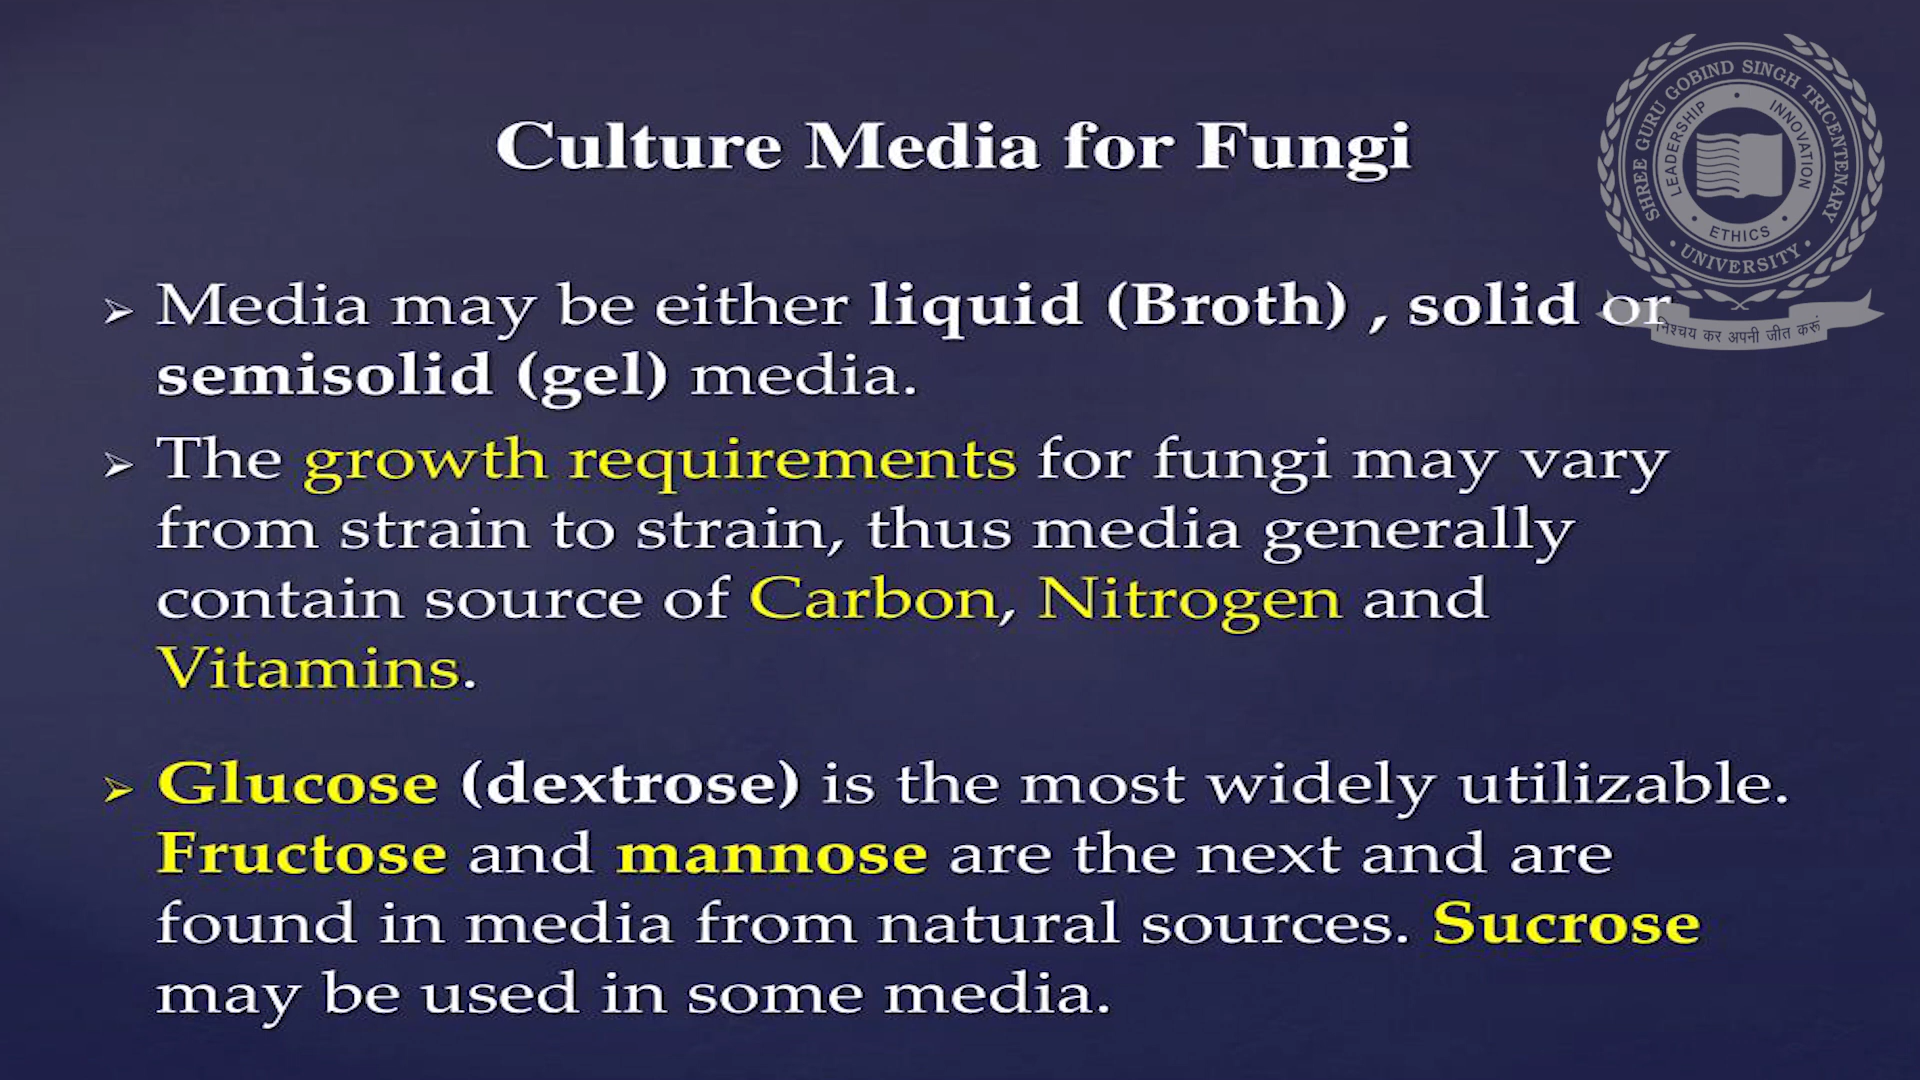 Culture Media for Fungi
➢ Media may be either liquid (Broth) , solid or
semisolid (gel) media.
➢ The growth requirements for fungi may vary
from strain to strain, thus media generally
contain source of Carbon, Nitrogen and
Vitamins.
➢ Glucose (dextrose) is the most widely utilizable.
Fructose and mannose are the next and are
found in media from natural sources. Sucrose
may be used in some media.
SHREE GURU GOBIND SINGH TRICENTENARY
UNIVERSITY
LEADERSHIP
INNOVATION
ETHICS
निश्चय कर अपनी जीत करूं